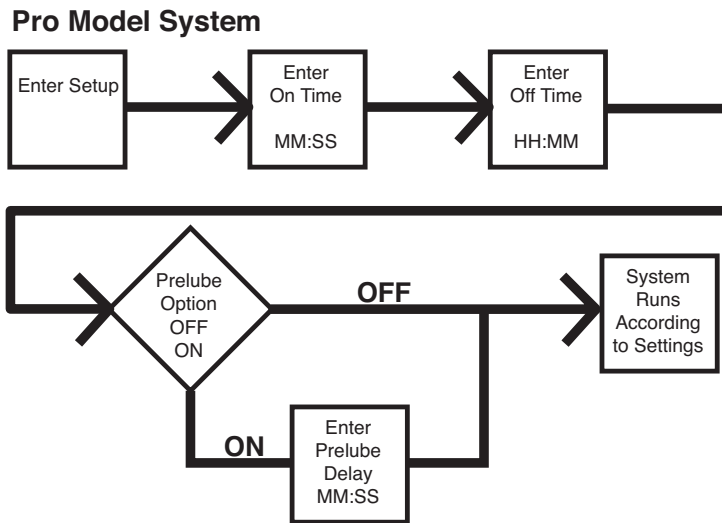 Pro Model System
Enter Setup
Enter
On Time
MM:SS
Enter
Off Time
HH:MM
Prelube
Option
OFF
ON
OFF
System
Runs
According
to Settings
ON
Enter
Prelube
Delay
MM:SS